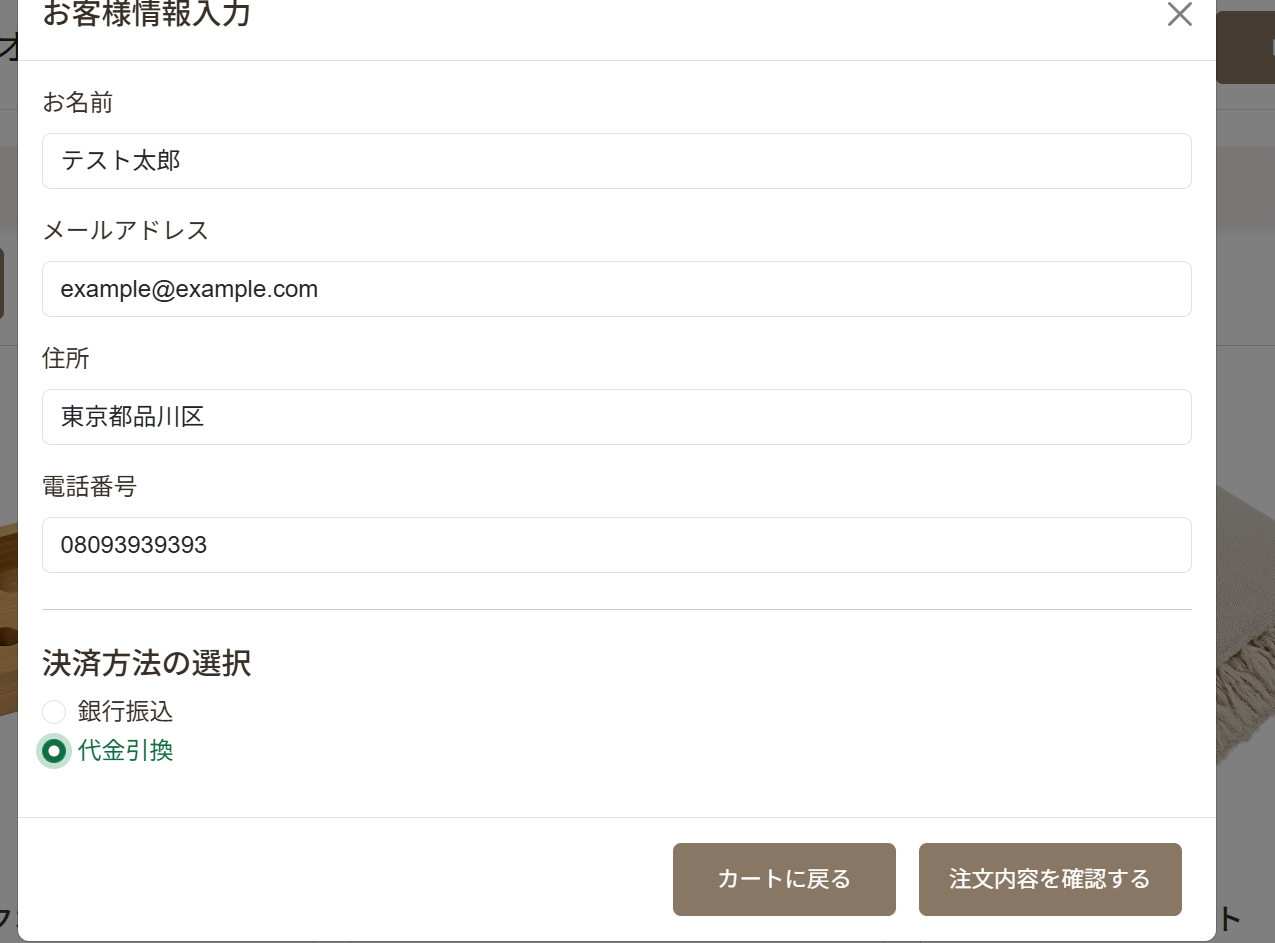 お客様情報入力
お名前
テスト太郎
メールアドレス
example@example.com
住所
東京都品川区
電話番号
08093939393
決済方法の選択
銀行振込
代金引換
カートに戻る
注文内容を確認する
ト